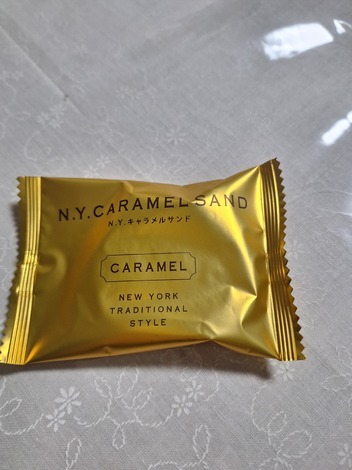 N.Y.CARAMEL SAND
N.Y.キャラメルサンド
CARAMEL
NEW YORK
TRADITIONAL
STYLE